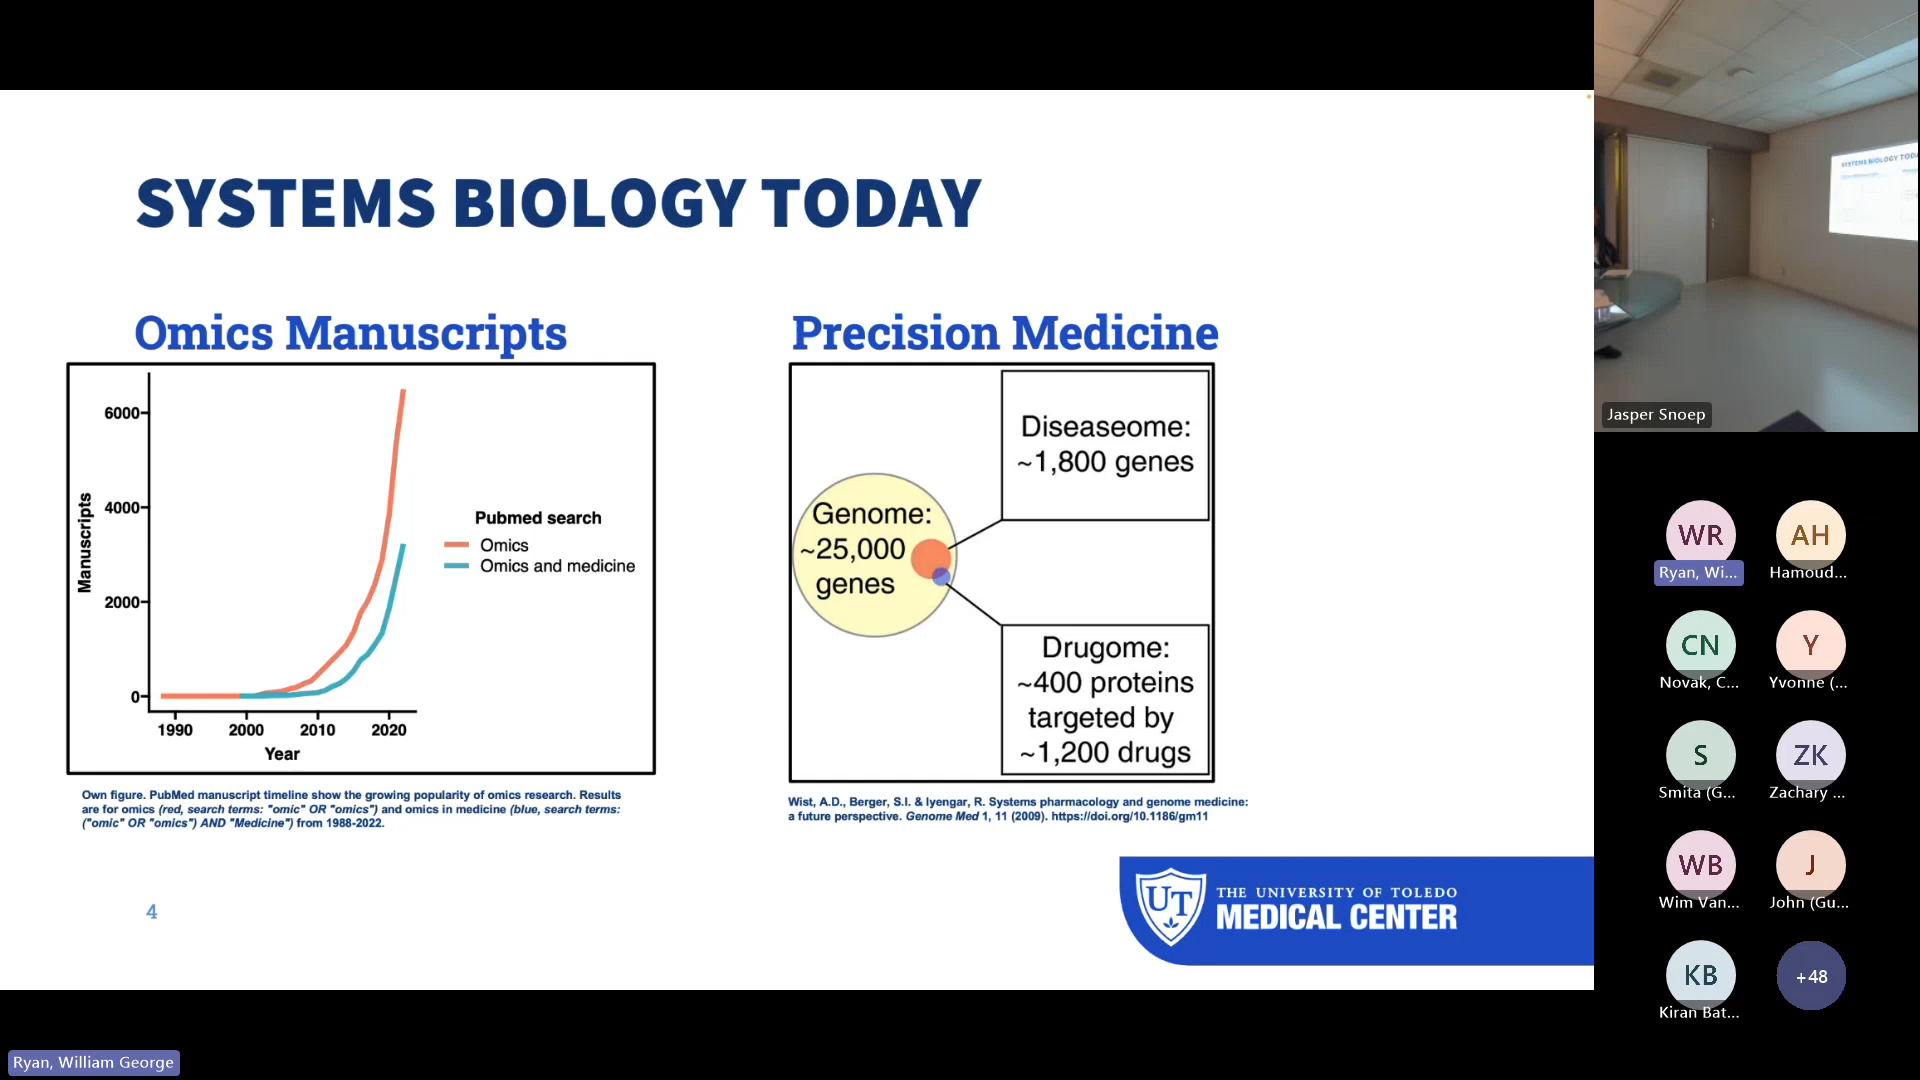 SYSTEMS BIOLOGY TODAY
Omics Manuscripts
6000
4000
2000
0
Manuscripts
1990 2000 2010 2020
Year
Pubmed search
Omics
Omics and medicine
Own figure. PubMed manuscript timeline show the growing popularity of omics research. Results
are for omics (red, search terms: "omic" OR "omics") and omics in medicine (blue, search terms:
("omic" OR "omics") AND "Medicine") from 1988-2022.
Precision Medicine
Genome:
~25,000
genes
Diseaseome:
~1,800 genes
Drugome:
~400 proteins
targeted by
~1,200 drugs
Wist, A.D., Berger, S.I. & Iyengar, R. Systems pharmacology and genome medicine:
a future perspective. Genome Med 1, 11 (2009). https://doi.org/10.1186/gm11
4
UT
THE UNIVERSITY OF TOLEDO
MEDICAL CENTER
SYSTEMS BIOLOGY TODA
Jasper Snoep
WR
Ryan, Wi...
AH
Hamoud...
CN
Novak, C...
Y
Yvonne (...
S
Smita (G...
ZK
Zachary ...
WB
Wim Van...
J
John (Gu...
KB
Kiran Bat...
+48
Ryan, William George